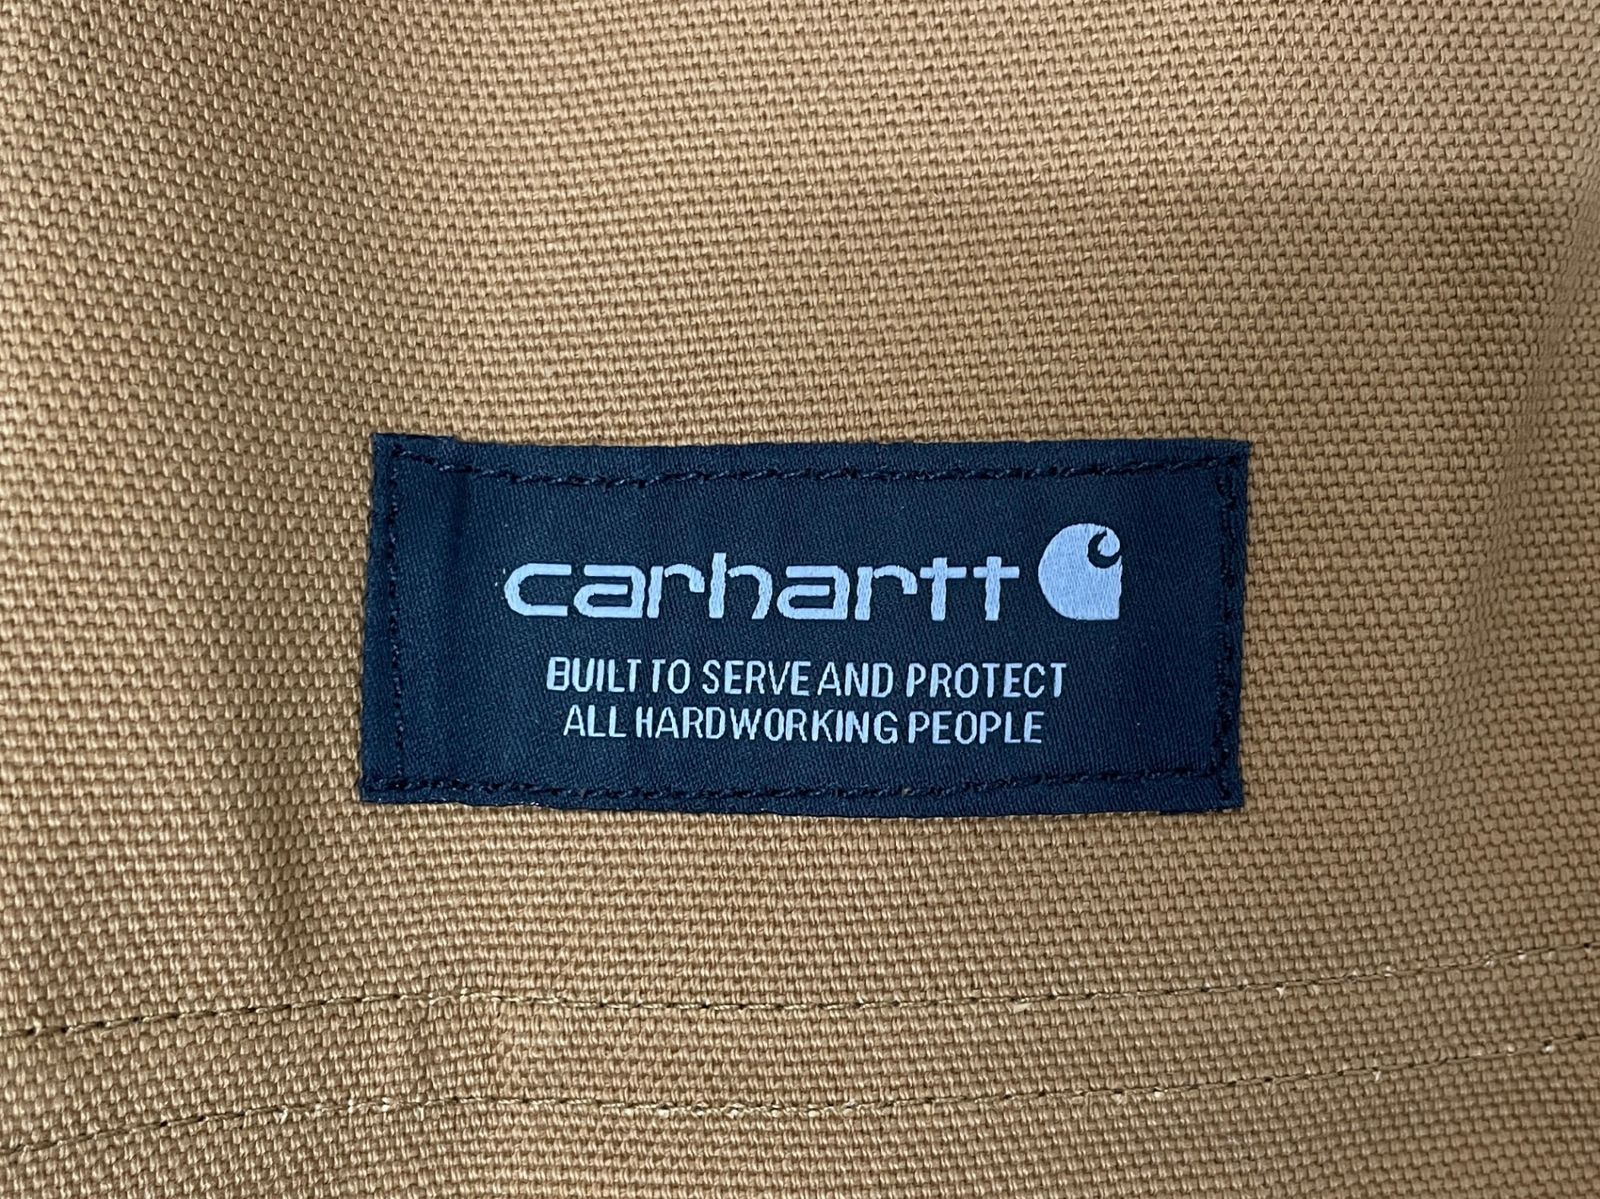 carhartt
BUILT TO SERVE AND PROTECT
ALL HARDWORKING PEOPLE